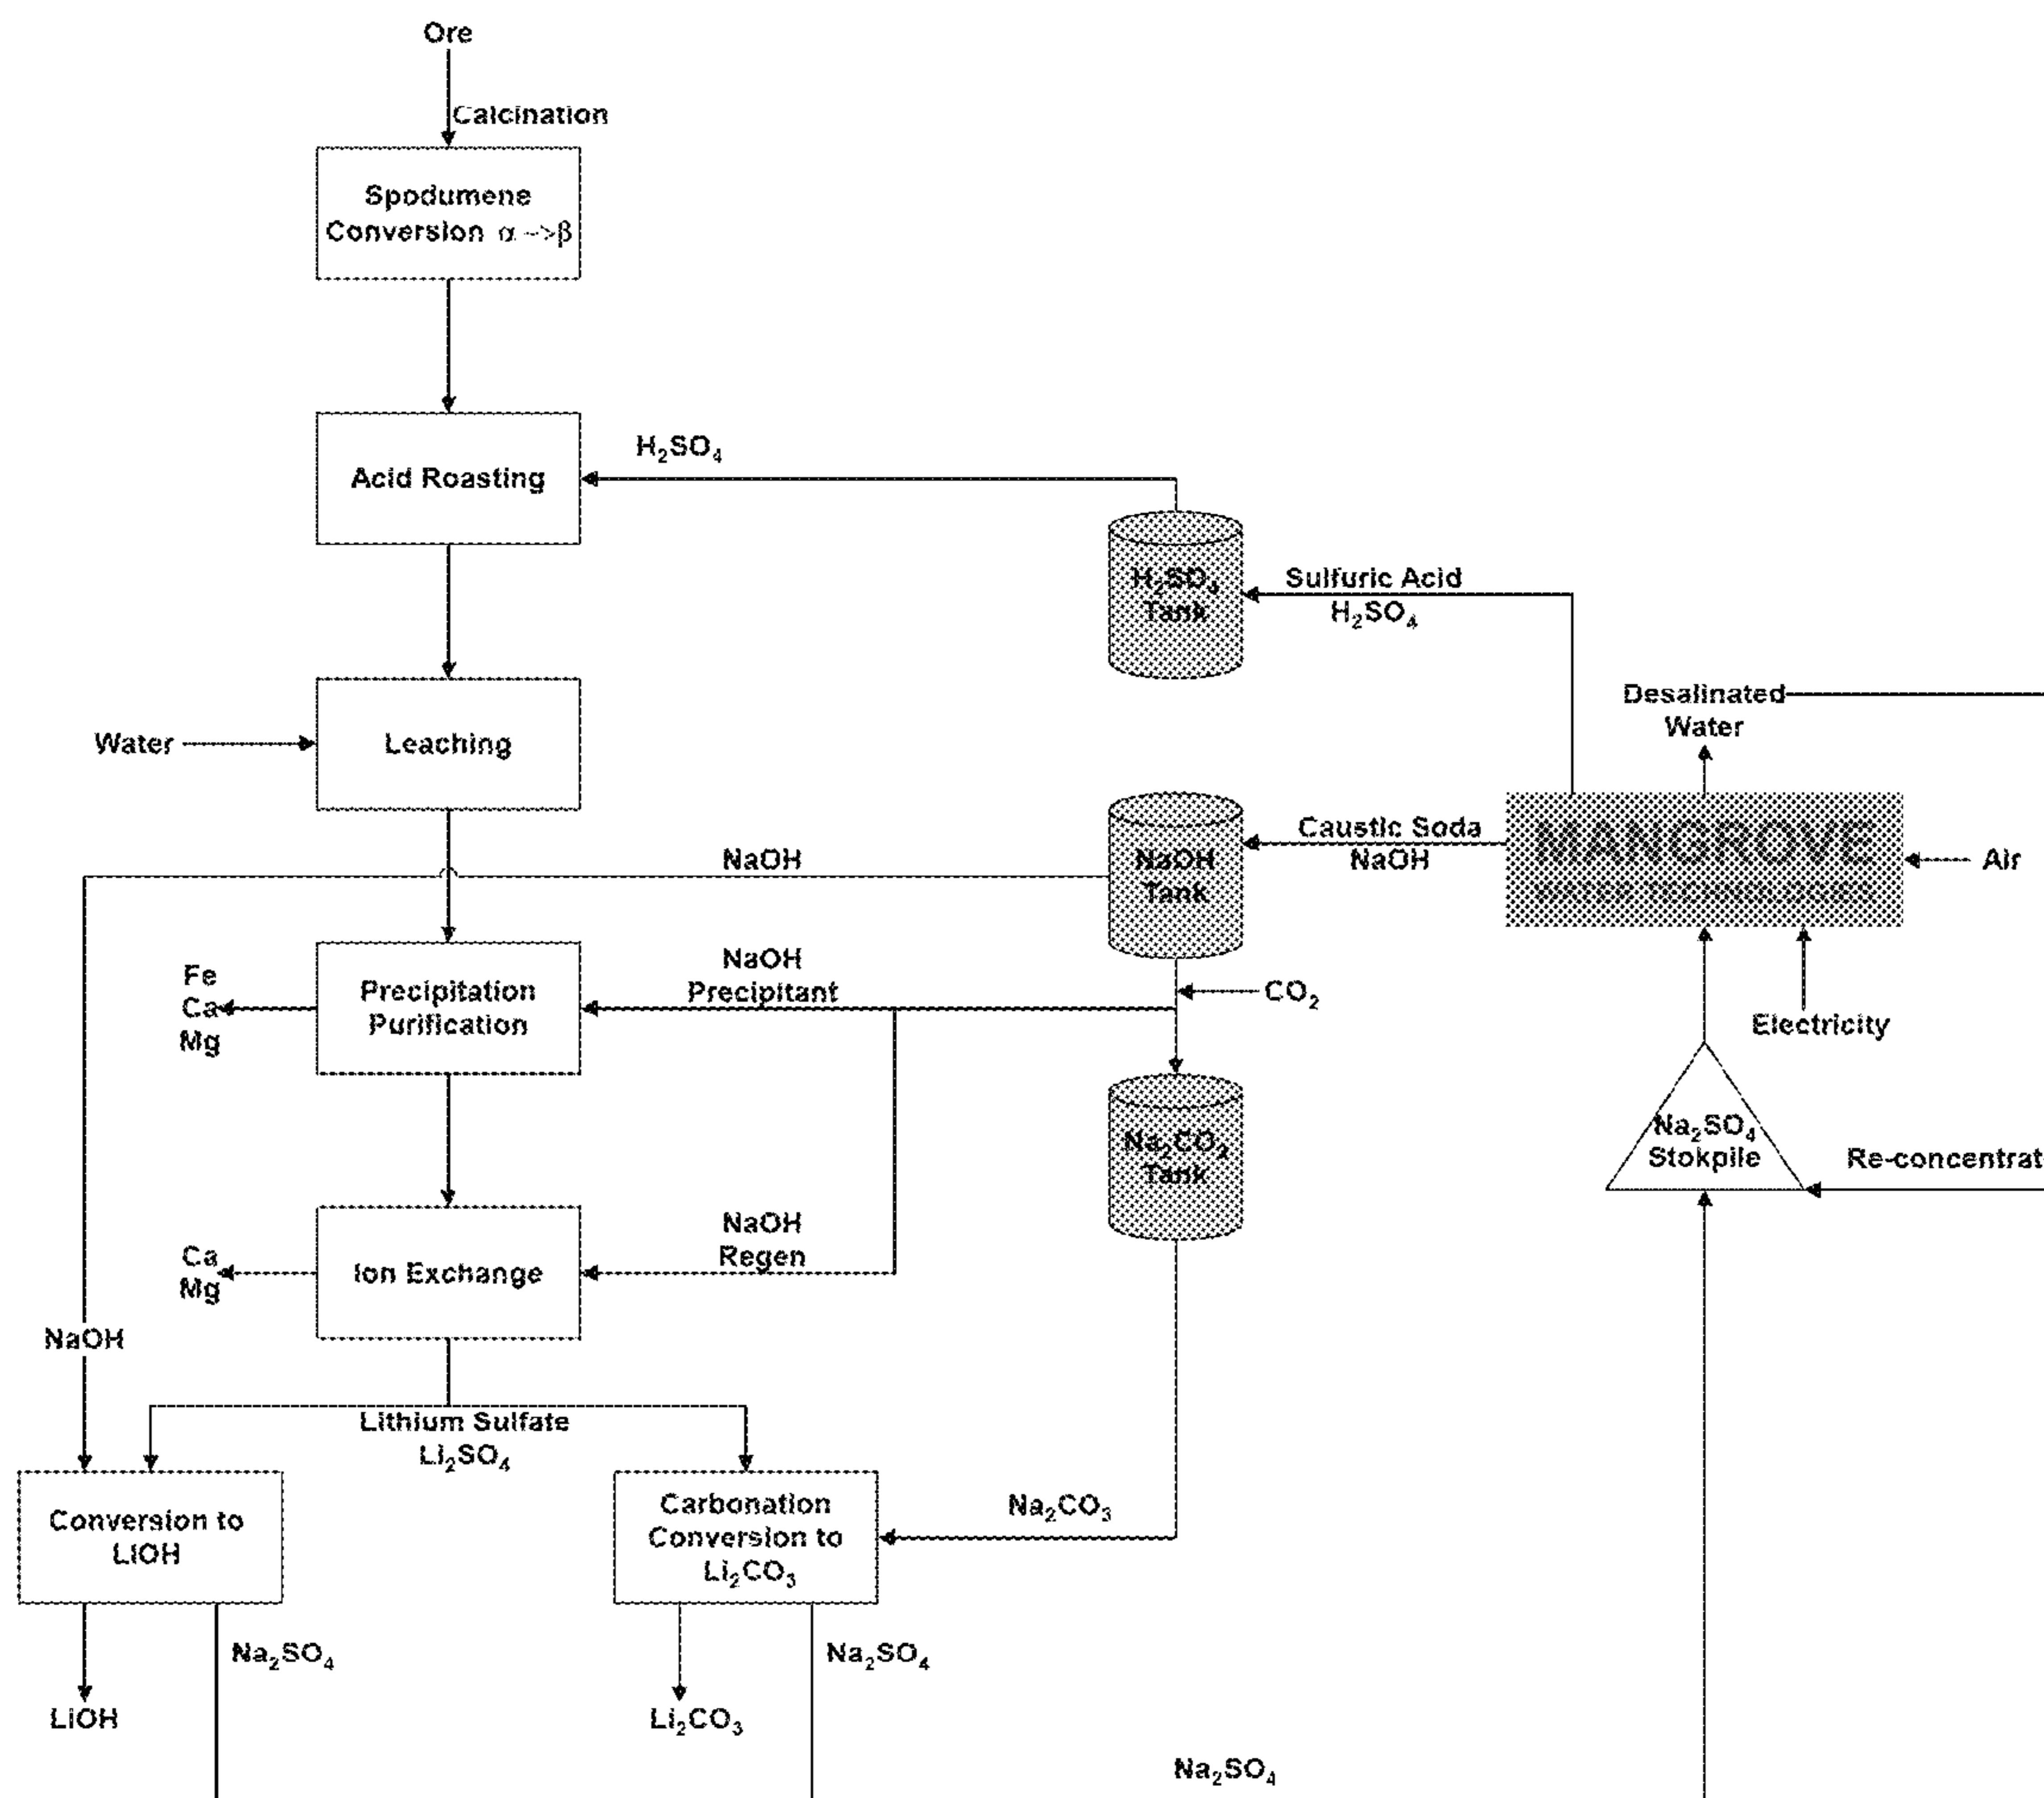 Ore
Calcination
Spodumene
Conversion α -->β
Acid Roasting
H₂SO₄
H₂SO₄
Tank
Sulfuric Acid
H₂SO₄
Desalinated
Water
Water
Leaching
NaOH
NaOH
Tank
Caustic Soda
NaOH
MANGROVE
WATER TECHNOLOGIES
Air
Fe
Ca
Mg
Precipitation
Purification
NaOH
Precipitant
CO₂
Electricity
Na₂CO₂
Tank
Na₂SO₄
Stokpile
Re-concentrat
Ca
Mg
Ion Exchange
NaOH
Regen
NaOH
Lithium Sulfate
Li₂SO₄
Conversion to
LiOH
Carbonation
Conversion to
Li₂CO₃
Na₂CO₃
Na₂SO₄
Na₂SO₄
LiOH
Li₂CO₃
Na₂SO₄